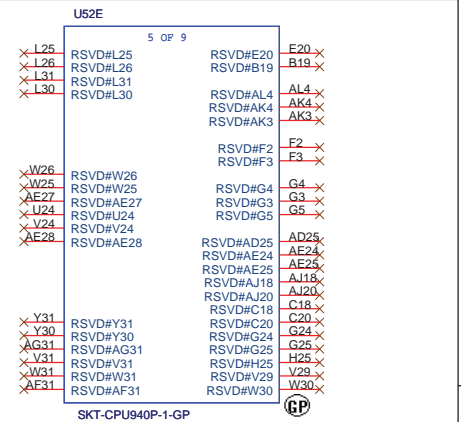 U52E
5 OF 9
L25 RSVD#L25 RSVD#E20 E20
L26 RSVD#L26 RSVD#B19 B19
L31 RSVD#L31
L30 RSVD#L30 RSVD#AL4 AL4
RSVD#AK4 AK4
RSVD#AK3 AK3
RSVD#F2 F2
RSVD#F3 F3
W26 RSVD#W26
W25 RSVD#W25 RSVD#G4 G4
AE27 RSVD#AE27 RSVD#G3 G3
U24 RSVD#U24 RSVD#G5 G5
V24 RSVD#V24
AE28 RSVD#AE28 RSVD#AD25 AD25
RSVD#AE24 AE24
RSVD#AE25 AE25
RSVD#AJ18 AJ18
RSVD#AJ20 AJ20
RSVD#C18 C18
Y31 RSVD#Y31 RSVD#C20 C20
Y30 RSVD#Y30 RSVD#G24 G24
AG31 RSVD#AG31 RSVD#G25 G25
V31 RSVD#V31 RSVD#H25 H25
W31 RSVD#W31 RSVD#V29 V29
AF31 RSVD#AF31 RSVD#W30 W30
SKT-CPU940P-1-GP
GP